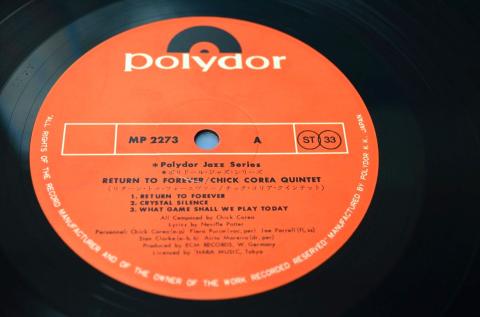 polydor
MP 2273 A ST 33
*Polydor Jazz Series
*ポリドール・ジャズ・シリーズ
RETURN TO FOREVER/CHICK COREA QUINTET
(リターン・トゥ・フォーエヴァー/チック・コリア・クインテット)
1. RETURN TO FOREVER
2. CRYSTAL SILENCE
3. WHAT GAME SHALL WE PLAY TODAY
All Composed by Chick Corea
Lyrics by Neville Potter
Personnel: Chick Corea(e-p) Flora Purim(voc, per) Joe Farrell(fl, ss)
Stan Clarke(e-b, b) Airto Moreira(dr, per)
Produced by ECM RECORDS, W. Germany
Licensed by TRARA MUSIC, Tokyo
"ALL RIGHTS OF THE RECORD MANUFACTURER AND OF THE OWNER OF THE WORK RECORDED RESERVED" MANUFACTURED BY POLYDOR K.K. JAPAN